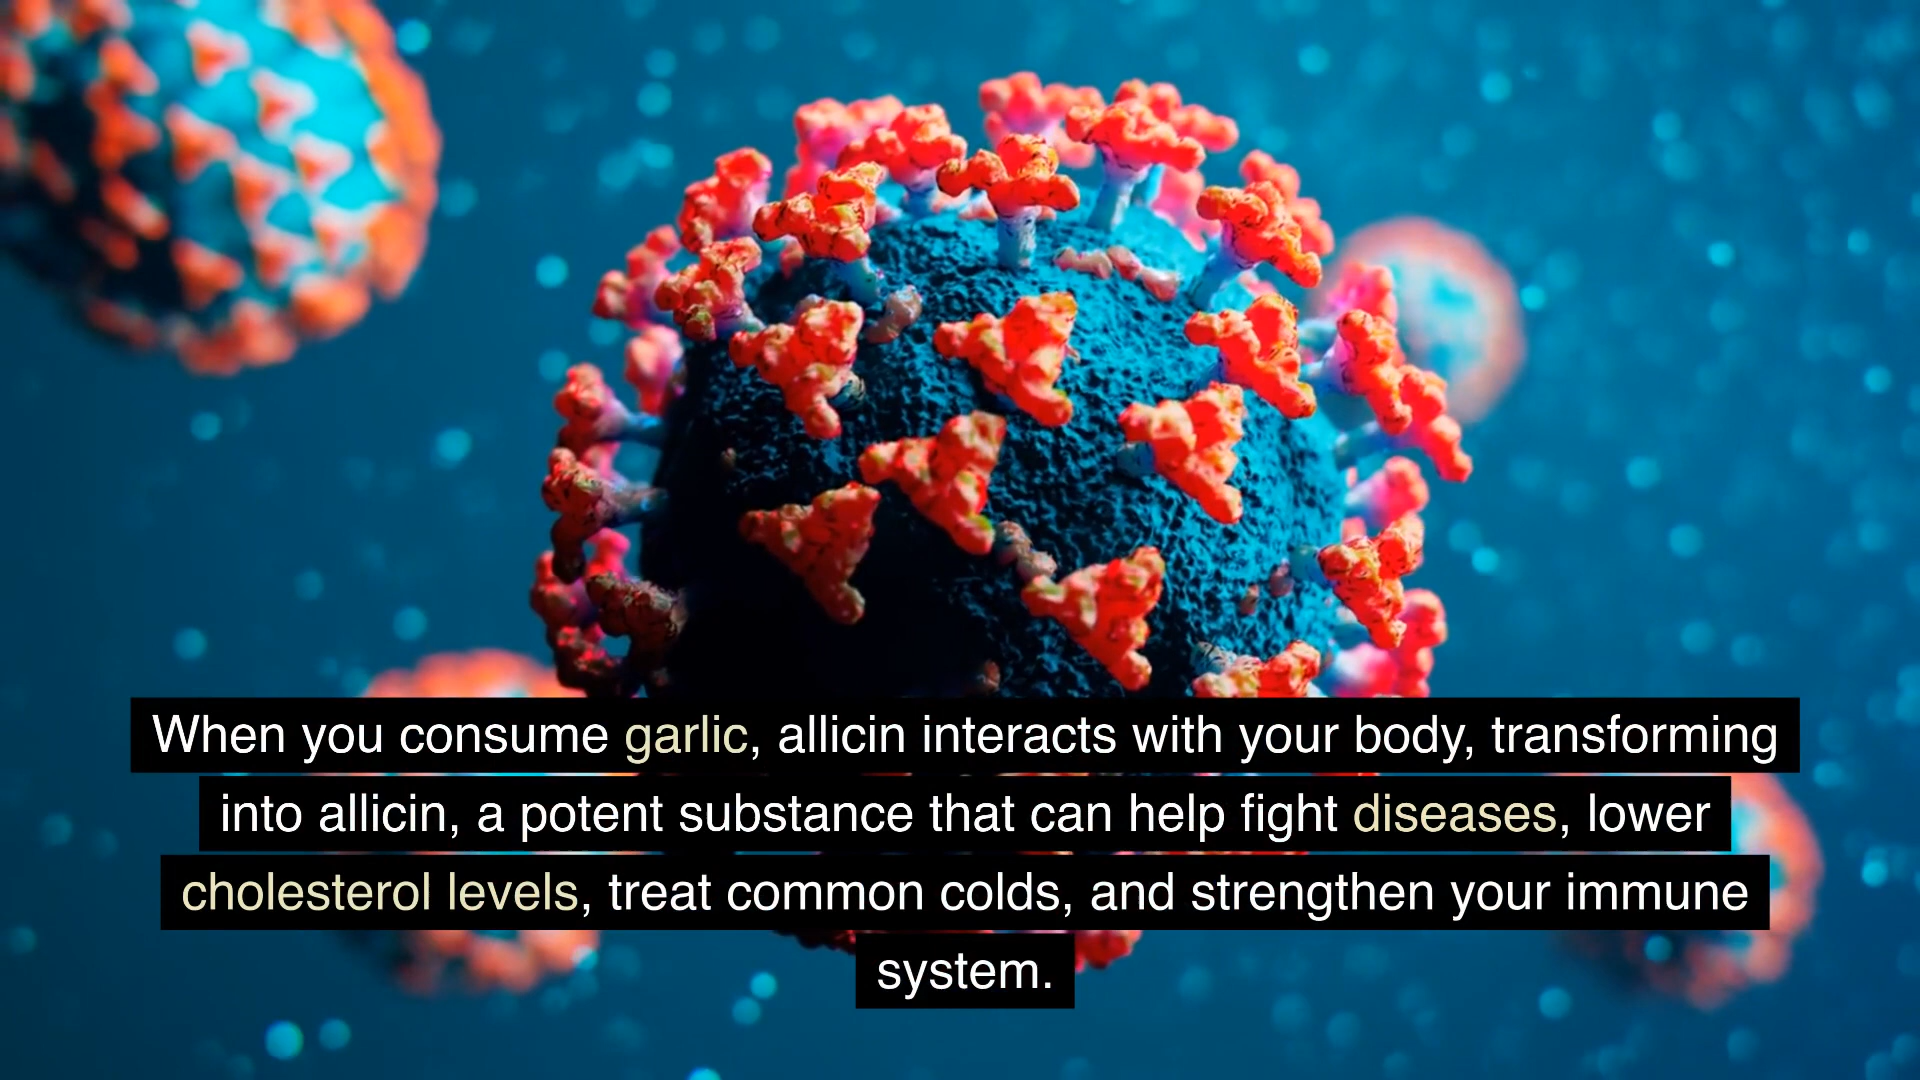 When you consume garlic, allicin interacts with your body, transforming
into allicin, a potent substance that can help fight diseases, lower
cholesterol levels, treat common colds, and strengthen your immune
system.